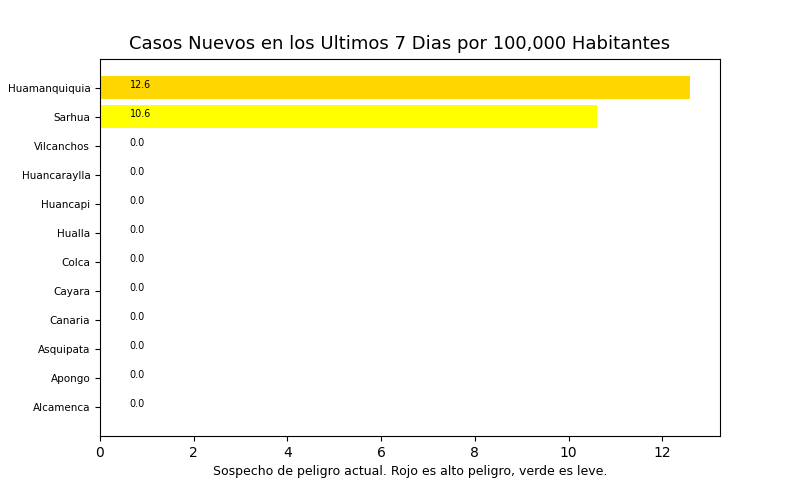 Casos Nuevos en los Ultimos 7 Dias por 100,000 Habitantes
Huamanquiquia 12.6
Sarhua 10.6
Vilcanchos 0.0
Huancaraylla 0.0
Huancapi 0.0
Hualla 0.0
Colca 0.0
Cayara 0.0
Canaria 0.0
Asquipata 0.0
Apongo 0.0
Alcamenca 0.0
0 2 4 6 8 10 12
Sospecho de peligro actual. Rojo es alto peligro, verde es leve.